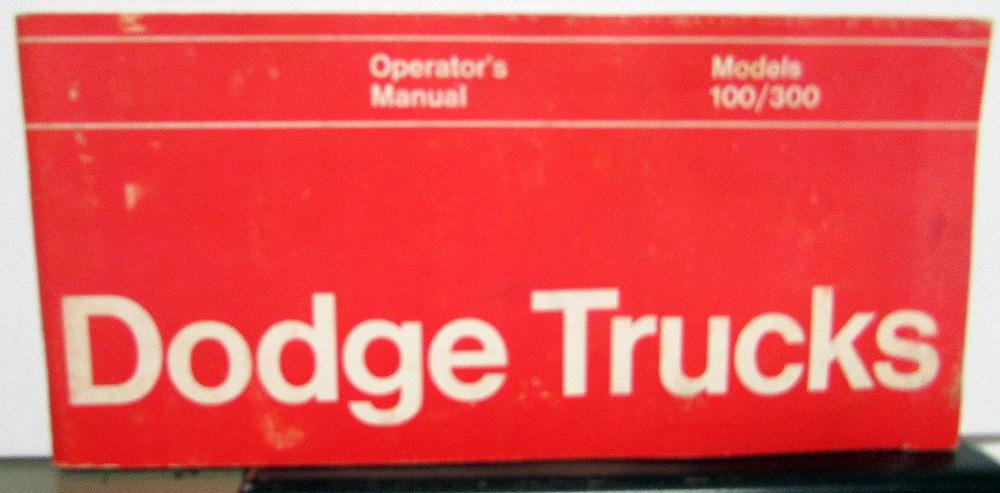 Operator's
Manual
Models
100/300
Dodge Trucks